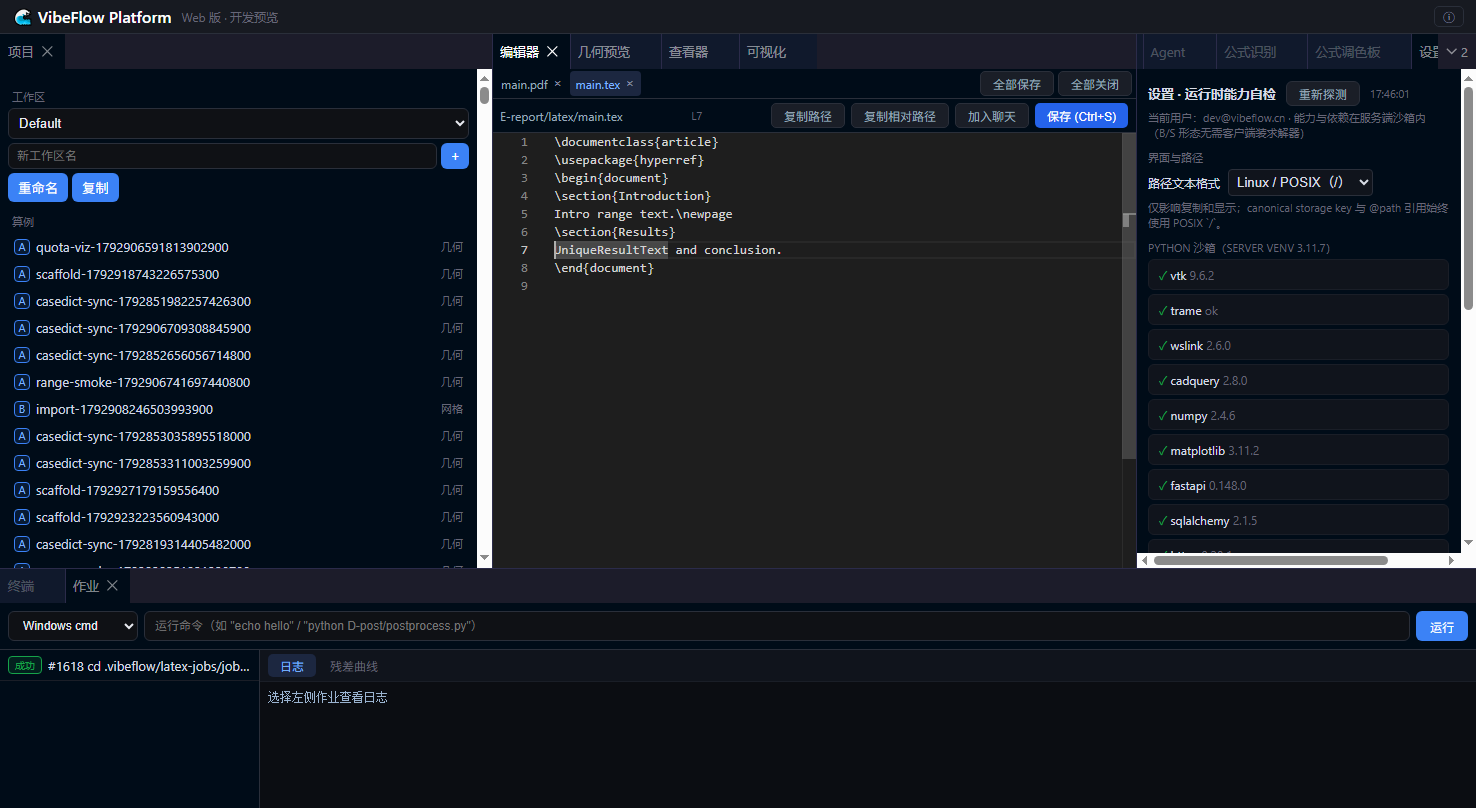 VibeFlow Platform Web 版 · 开发预览
项目
工作区
Default
新工作区名
+
重命名 复制
算例
A quota-viz-1792906591813902900 几何
A scaffold-1792918743226575300 几何
A casedict-sync-1792851982257426300 几何
A casedict-sync-1792906709308845900 几何
A casedict-sync-1792852656056714800 几何
A range-smoke-1792906741697440800 几何
B import-1792908246503993900 网格
A casedict-sync-1792853035895518000 几何
A casedict-sync-1792853311003259900 几何
A scaffold-1792927179159556400 几何
A scaffold-1792923223560943000 几何
A casedict-sync-1792819314405482000 几何
编辑器 几何预览 查看器 可视化
main.pdf × main.tex × 全部保存 全部关闭
E-report/latex/main.tex L7 复制路径 复制相对路径 加入聊天 保存 (Ctrl+S)
1 \documentclass{article}
2 \usepackage{hyperref}
3 \begin{document}
4 \section{Introduction}
5 Intro range text.\newpage
6 \section{Results}
7 UniqueResultText and conclusion.
8 \end{document}
9
Agent 公式识别 公式调色板 设置 2
设置 · 运行时能力自检 重新探测 17:46:01
当前用户：dev@vibeflow.cn · 能力与依赖在服务端沙箱内
（B/S 形态无需客户端装求解器）
界面与路径
路径文本格式 Linux / POSIX（/）
仅影响复制和显示；canonical storage key 与 @path 引用始终
使用 POSIX `/`。
PYTHON 沙箱（SERVER VENV 3.11.7）
✓ vtk 9.6.2
✓ trame ok
✓ wslink 2.6.0
✓ cadquery 2.8.0
✓ numpy 2.4.6
✓ matplotlib 3.11.2
✓ fastapi 0.148.0
✓ sqlalchemy 2.1.5
终端 作业
Windows cmd 运行命令（如 "echo hello" / "python D-post/postprocess.py"） 运行
成功 #1618 cd .vibeflow/latex-jobs/job...
日志 残差曲线
选择左侧作业查看日志